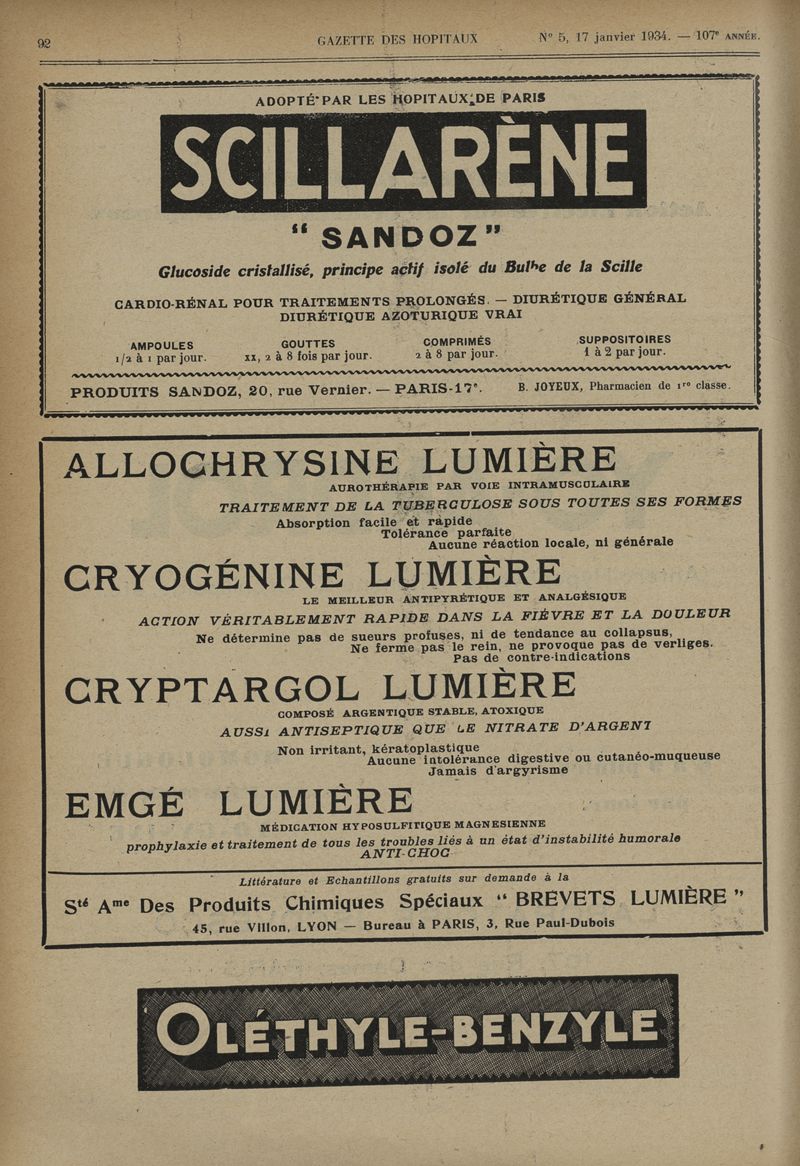 92
GAZETTE DES HOPITAUX
N° 5, 17 janvier 1934. — 107e ANNÉE.
ADOPTÉ PAR LES HOPITAUX DE PARIS
SCILLARÈNE
“ SANDOZ ”
Glucoside cristallisé, principe actif isolé du Bulbe de la Scille
CARDIO-RÉNAL POUR TRAITEMENTS PROLONGÉS. — DIURÉTIQUE GÉNÉRAL
DIURÉTIQUE AZOTURIQUE VRAI
AMPOULES
1/2 à 1 par jour.
GOUTTES
XX, 2 à 8 fois par jour.
COMPRIMÉS
2 à 8 par jour.
SUPPOSITOIRES
1 à 2 par jour.
PRODUITS SANDOZ, 20, rue Vernier. — PARIS-17e. B. JOYEUX, Pharmacien de 1re classe.
ALLOCHRYSINE LUMIÈRE
AUROTHÉRAPIE PAR VOIE INTRAMUSCULAIRE
TRAITEMENT DE LA TUBERCULOSE SOUS TOUTES SES FORMES
Absorption facile et rapide
Tolérance parfaite
Aucune réaction locale, ni générale
CRYOGÉNINE LUMIÈRE
LE MEILLEUR ANTIPYRÉTIQUE ET ANALGÉSIQUE
ACTION VÉRITABLEMENT RAPIDE DANS LA FIÈVRE ET LA DOULEUR
Ne détermine pas de sueurs profuses, ni de tendance au collapsus,
Ne ferme pas le rein, ne provoque pas de vertiges.
Pas de contre-indications
CRYPTARGOL LUMIÈRE
COMPOSÉ ARGENTIQUE STABLE, ATOXIQUE
AUSSI ANTISEPTIQUE QUE LE NITRATE D'ARGENT
Non irritant, kératoplastique
Aucune intolérance digestive ou cutanéo-muqueuse
Jamais d'argyrisme
EMGÉ LUMIÈRE
MÉDICATION HYPOSULFITIQUE MAGNESIENNE
prophylaxie et traitement de tous les troubles liés à un état d'instabilité humorale
ANTI-CHOC
Littérature et Echantillons gratuits sur demande à la
Sté Ame Des Produits Chimiques Spéciaux “ BREVETS LUMIÈRE ”
45, rue Villon, LYON — Bureau à PARIS, 3, Rue Paul-Dubois
OLÉTHYLE-BENZYLE